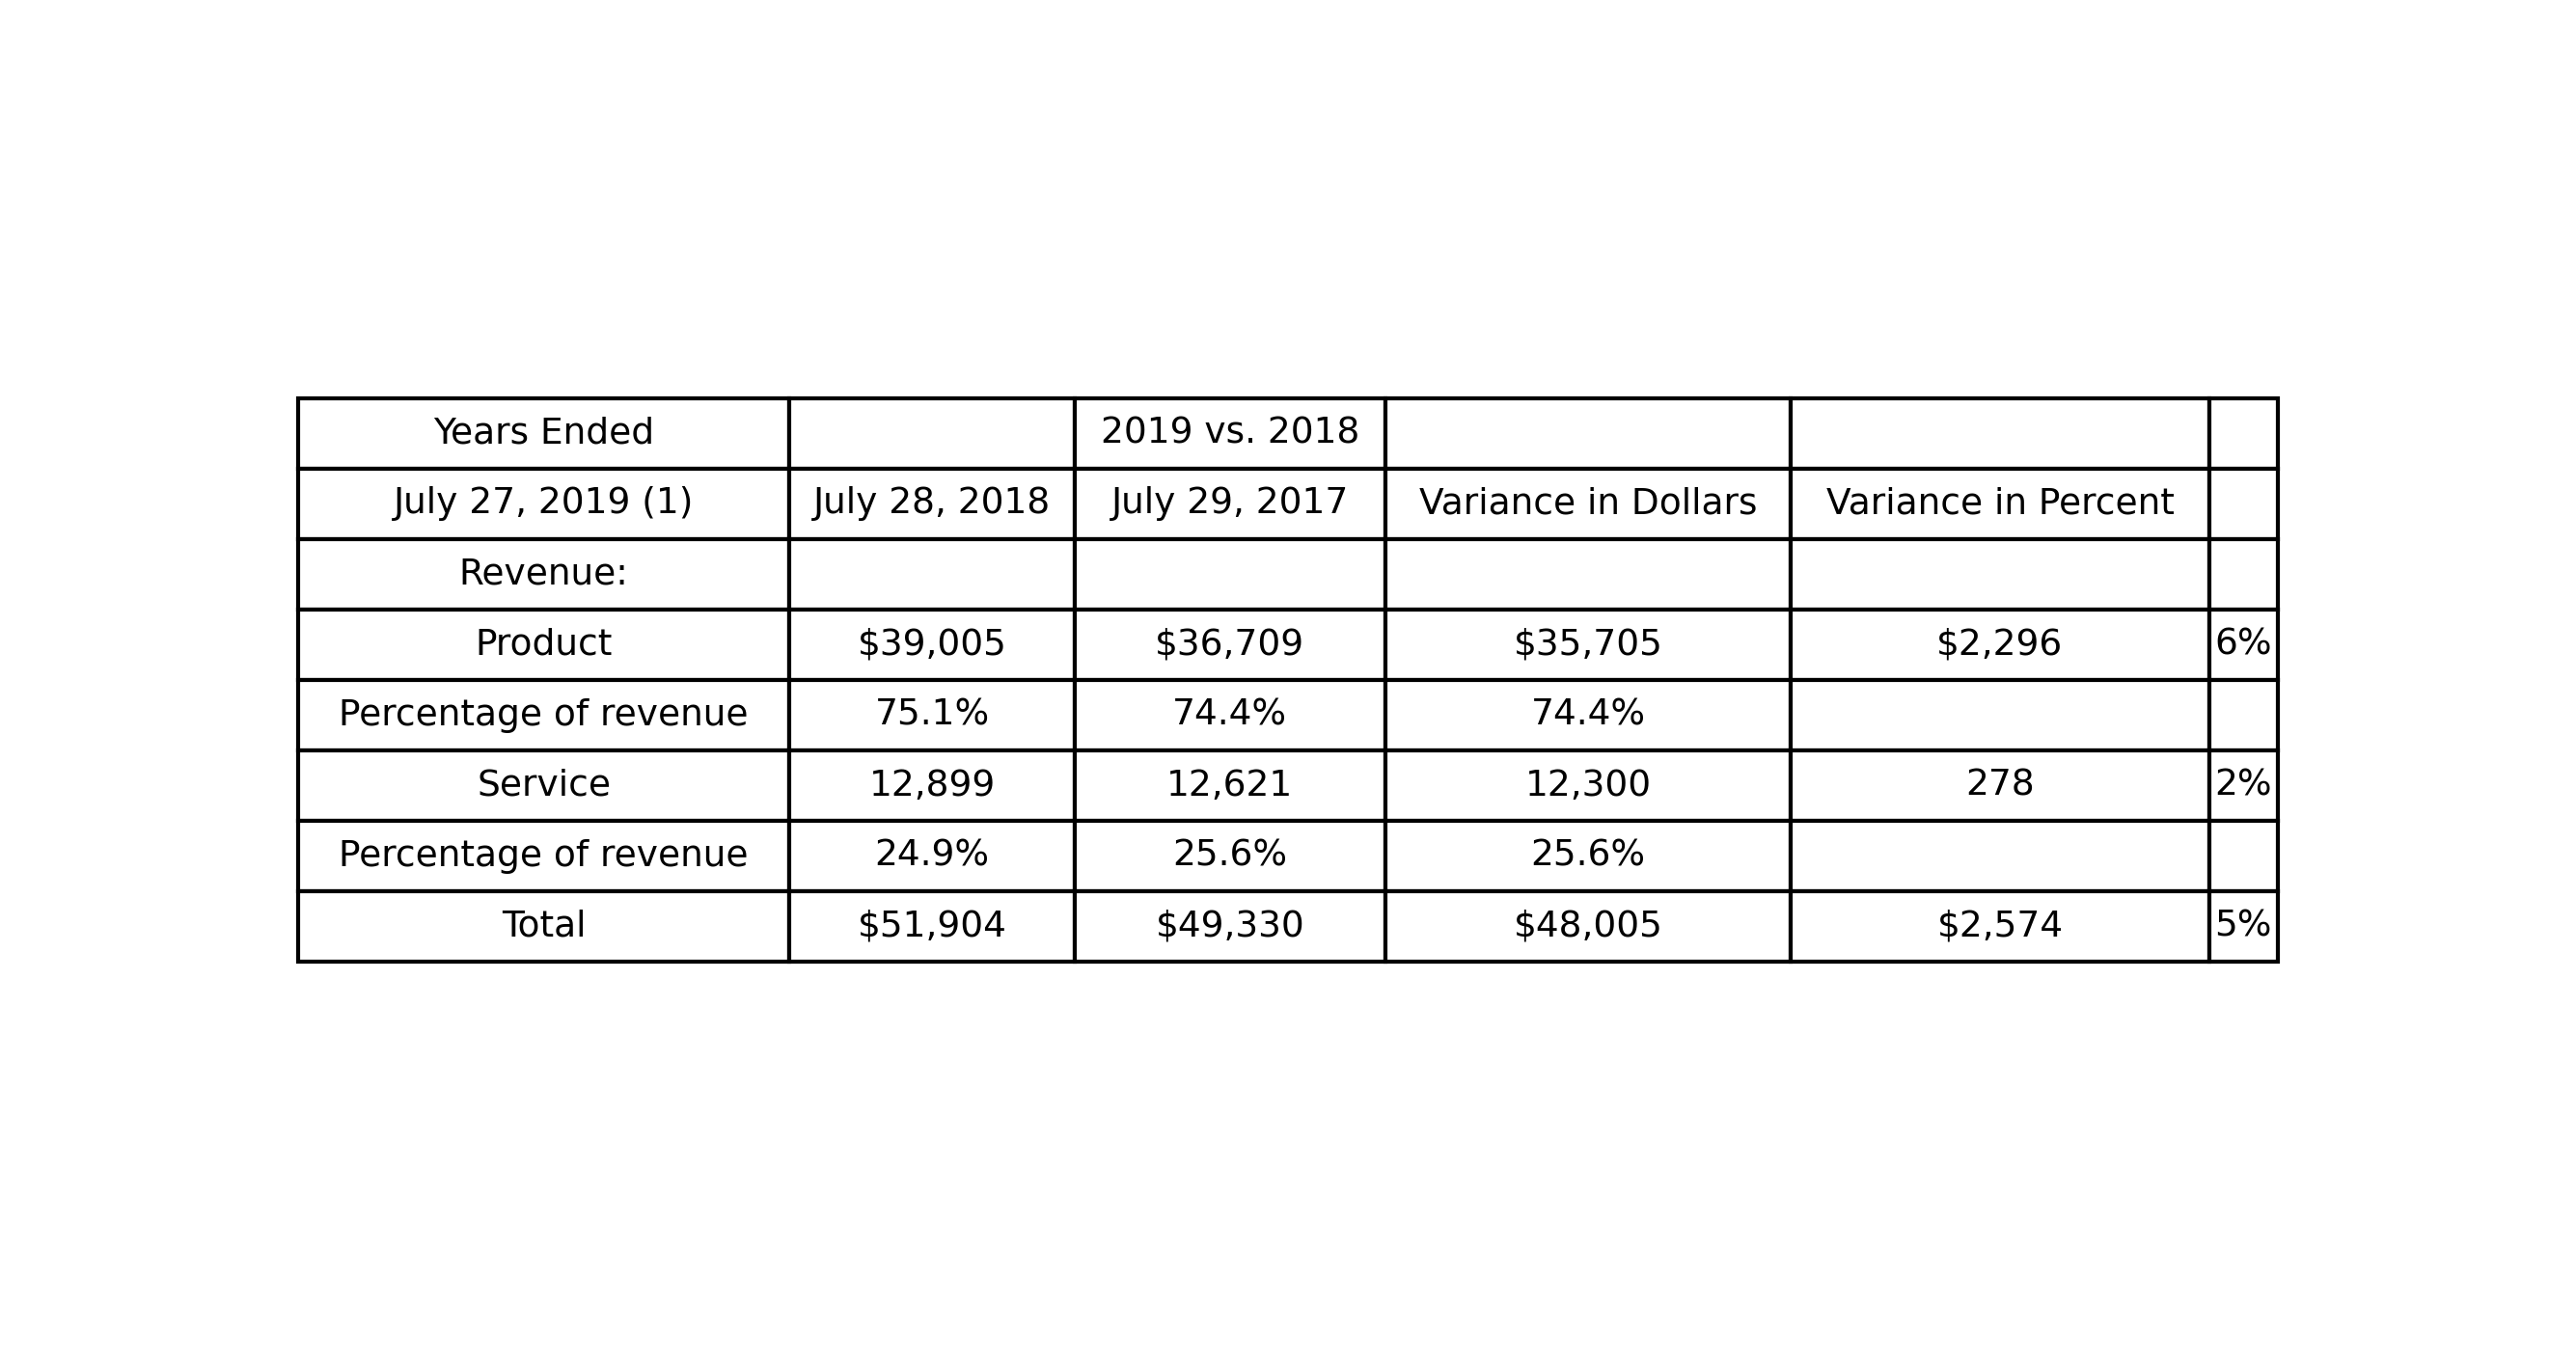 Years Ended 2019 vs. 2018
July 27, 2019 (1) July 28, 2018 July 29, 2017 Variance in Dollars Variance in Percent
Revenue:
Product $39,005 $36,709 $35,705 $2,296 6%
Percentage of revenue 75.1% 74.4% 74.4%
Service 12,899 12,621 12,300 278 2%
Percentage of revenue 24.9% 25.6% 25.6%
Total $51,904 $49,330 $48,005 $2,574 5%